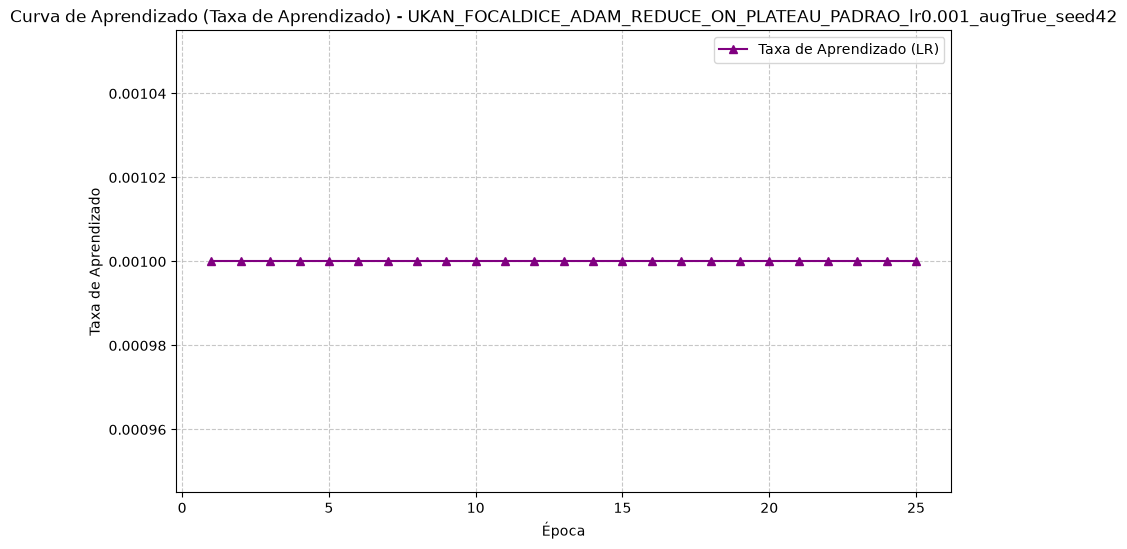 Curva de Aprendizado (Taxa de Aprendizado) - UKAN_FOCALDICE_ADAM_REDUCE_ON_PLATEAU_PADRAO_lr0.001_augTrue_seed42
Taxa de Aprendizado (LR)
0.00104
0.00102
0.00100
0.00098
0.00096
Taxa de Aprendizado
0
5
10
15
20
25
Época